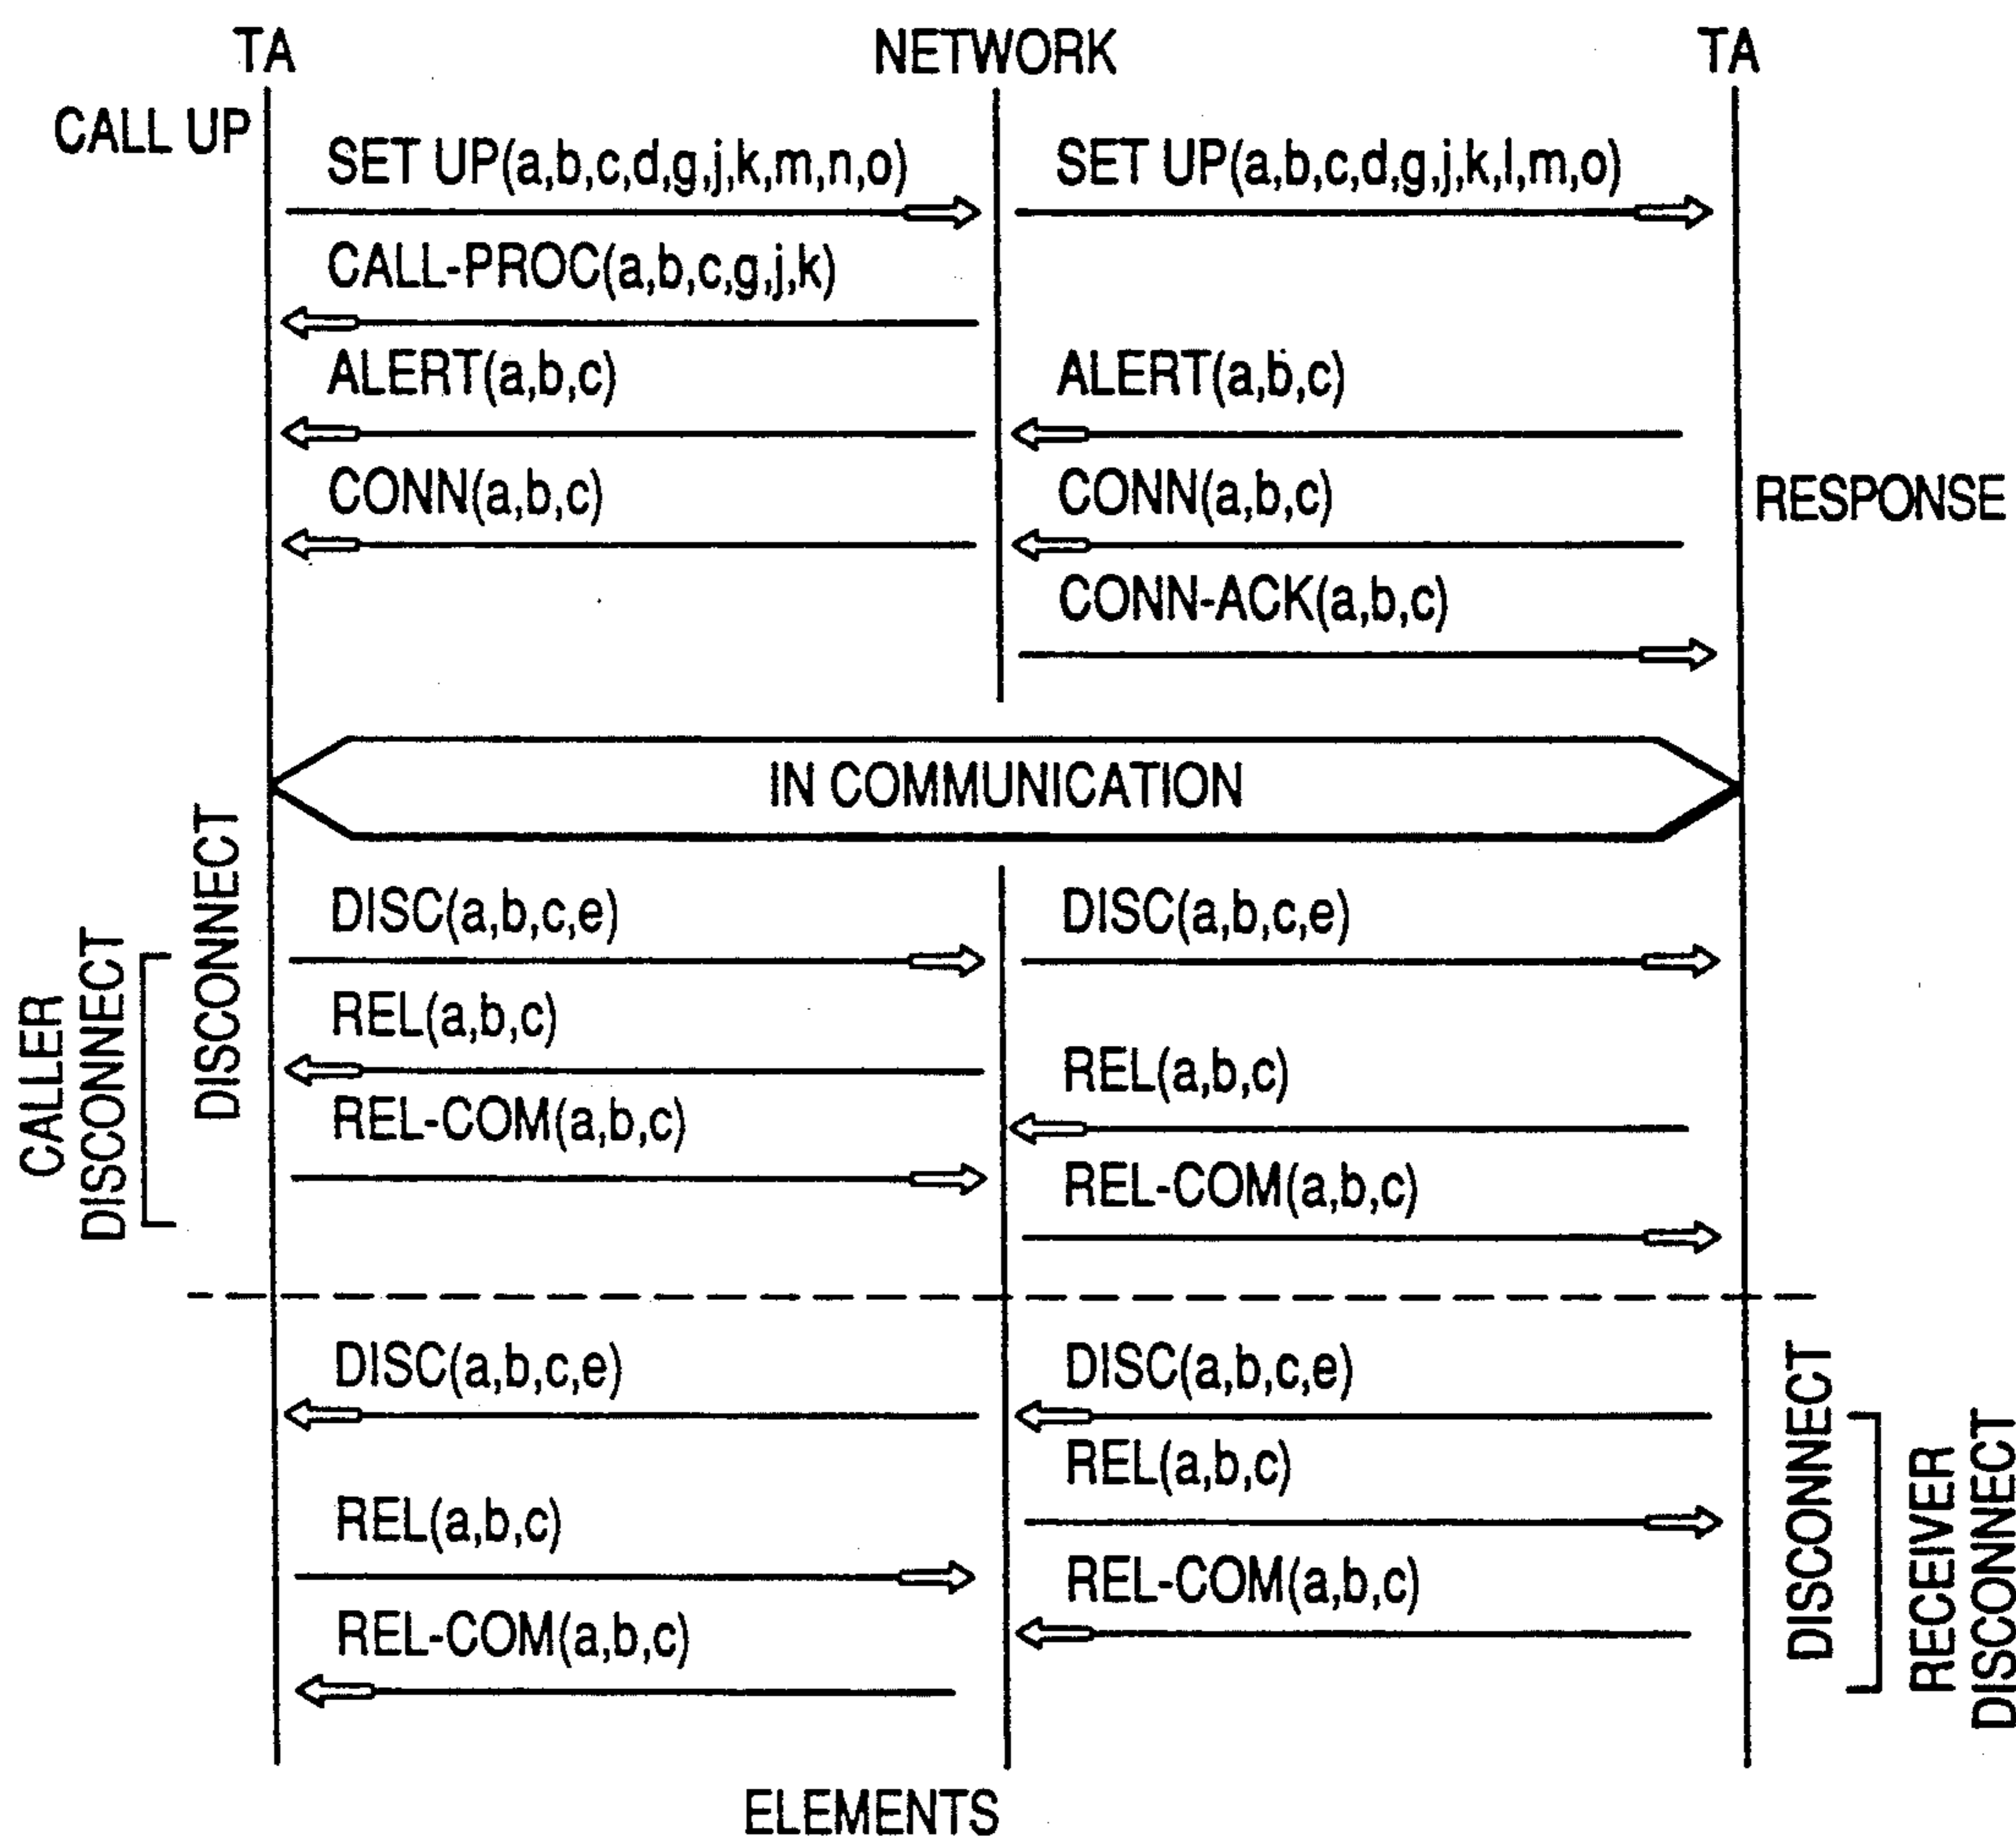 TA NETWORK TA
CALL UP
SET UP(a,b,c,d,g,j,k,m,n,o) SET UP(a,b,c,d,g,j,k,l,m,o)
CALL-PROC(a,b,c,g,j,k)
ALERT(a,b,c) ALERT(a,b,c)
CONN(a,b,c) CONN(a,b,c) RESPONSE
CONN-ACK(a,b,c)
IN COMMUNICATION
CALLER
DISCONNECT
DISCONNECT
DISC(a,b,c,e) DISC(a,b,c,e)
REL(a,b,c)
REL(a,b,c)
REL-COM(a,b,c)
REL-COM(a,b,c)
DISC(a,b,c,e) DISC(a,b,c,e)
REL(a,b,c)
REL(a,b,c)
REL-COM(a,b,c)
REL-COM(a,b,c)
DISCONNECT
RECEIVER
DISCONNECT
ELEMENTS